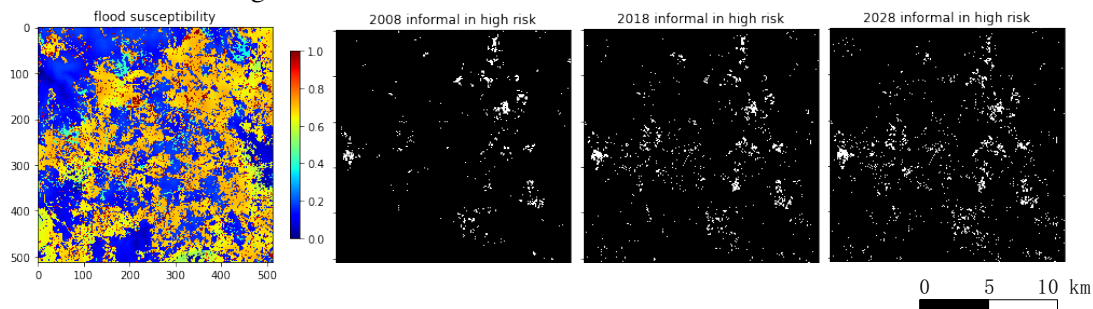 flood susceptibility
2008 informal in high risk
2018 informal in high risk
2028 informal in high risk
0
100
200
300
400
500
0 100 200 300 400 500
1.0
0.8
0.6
0.4
0.2
0.0
0 5 10 km